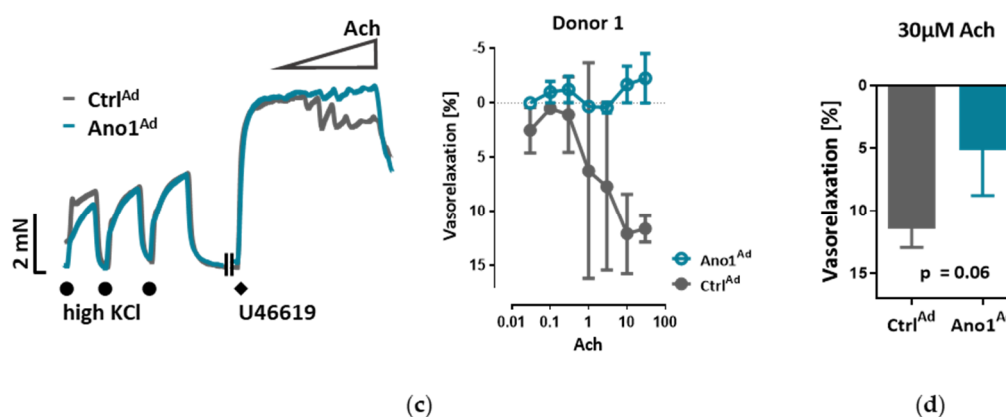 Ach
Ctrl^Ad
Ano1^Ad
2 mN
high KCl
U46619
Donor 1
Vasorelaxation [%]
-5
0
5
10
15
Ano1^Ad
Ctrl^Ad
0.01 0.1 1 10 100
Ach
(c)
30µM Ach
Vasorelaxation [%]
0
5
10
15
p = 0.06
Ctrl^Ad Ano1^A
(d)